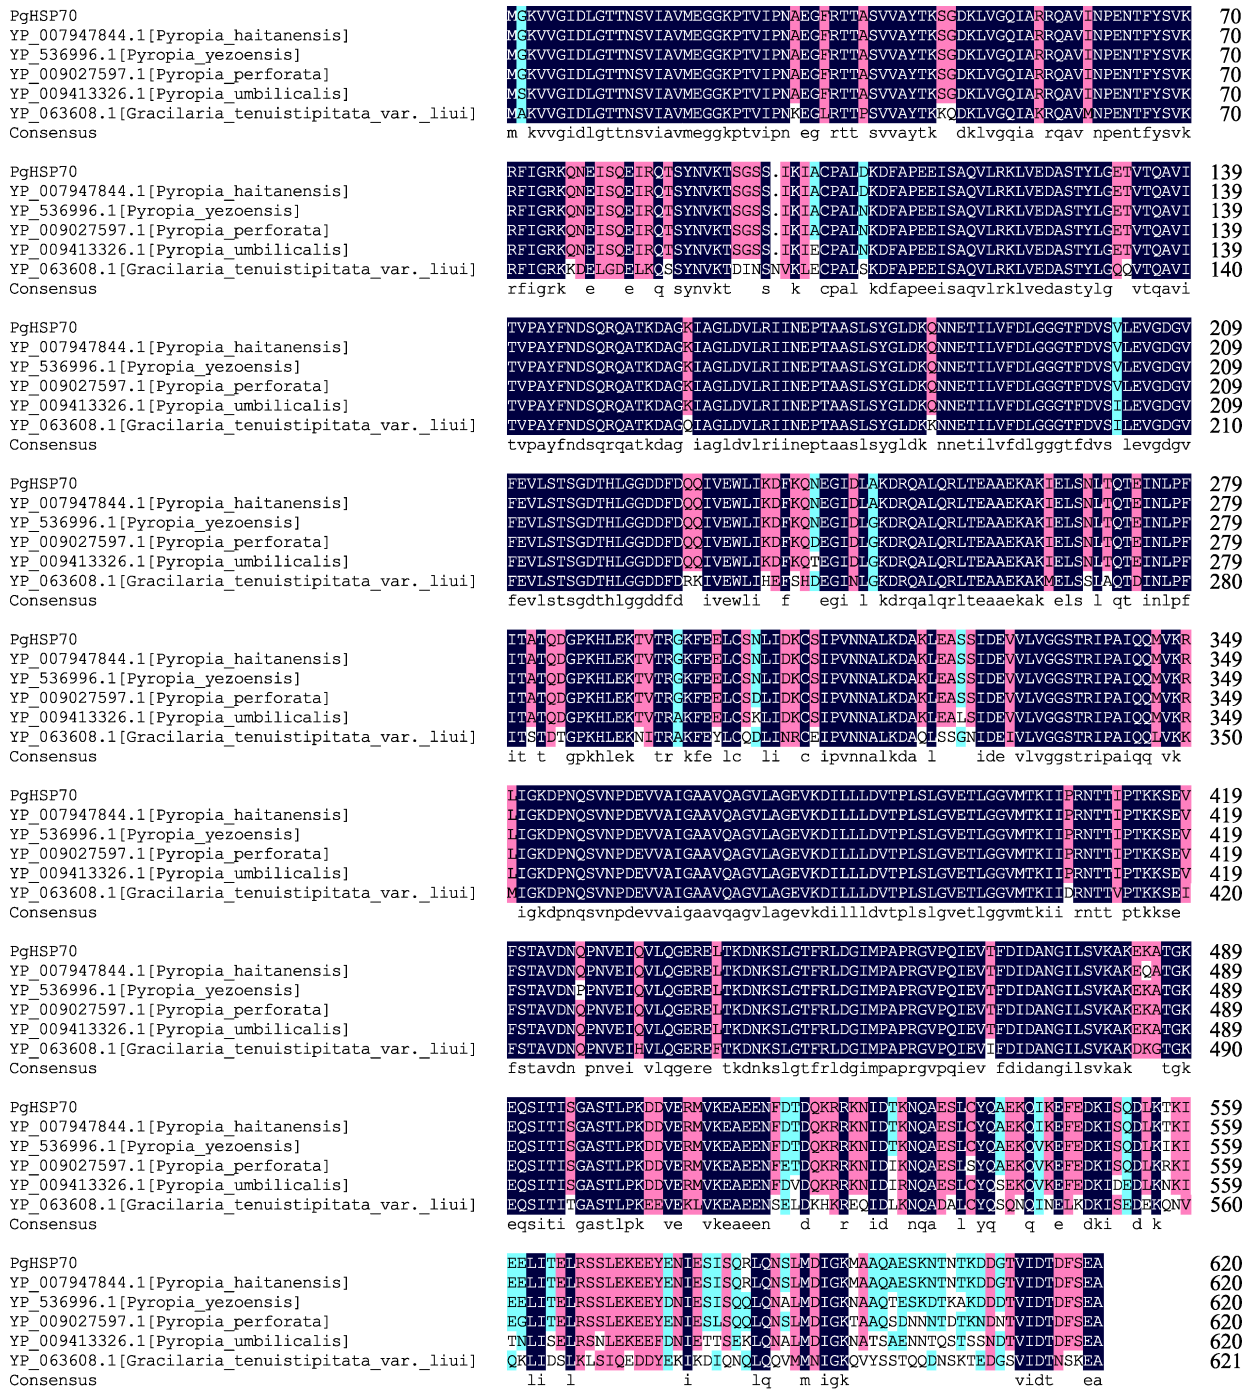 PgHSP70 MGKVVGIDLGTTNSVIAVMEGGKPTVIPNAEGFRTTASVVAYTKSGDKLVGQIARRQAVINPENTFYSVK 70
YP_007947844.1[Pyropia_haitanensis] MGKVVGIDLGTTNSVIAVMEGGKPTVIPNAEGFRTTASVVAYTKSGDKLVGQIARRQAVINPENTFYSVK 70
YP_536996.1[Pyropia_yezoensis] MGKVVGIDLGTTNSVIAVMEGGKPTVIPNAEGFRTTASVVAYTKSGDKLVGQIARRQAVINPENTFYSVK 70
YP_009027597.1[Pyropia_perforata] MGKVVGIDLGTTNSVIAVMEGGKPTVIPNAEGFRTTASVVAYTKSGDKLVGQIARRQAVINPENTFYSVK 70
YP_009413326.1[Pyropia_umbilicalis] MSKVVGIDLGTTNSVIAVMEGGKPTVIPNAEGFRTTASVVAYTKSGDKLVGQIARRQAVINPENTFYSVK 70
YP_063608.1[Gracilaria_tenuistipitata_var._liui] MAKVVGIDLGTTNSVIAVMEGGKPTVIPNKEGLRTTPSVVAYTKKQDKLVGQIAKRQAVMNPENTFYSVK 70
Consensus m kvvgidlgttnsviavmeggkptvipn eg rtt svvaytk dklvgqia rqav npentfysvk
PgHSP70 RFIGRKQNEISQEIRQTSYNVKTSGSS.IKIACPALDKDFAPEEISAQVLRKLVEDASTYLGETVTQAVI 139
YP_007947844.1[Pyropia_haitanensis] RFIGRKQNEISQEIRQTSYNVKTSGSS.IKIACPALDKDFAPEEISAQVLRKLVEDASTYLGETVTQAVI 139
YP_536996.1[Pyropia_yezoensis] RFIGRKQNEISQEIRQTSYNVKTSGSS.IKIACPALNKDFAPEEISAQVLRKLVEDASTYLGETVTQAVI 139
YP_009027597.1[Pyropia_perforata] RFIGRKQNEISQEIRQTSYNVKTSGSS.IKIACPALNKDFAPEEISAQVLRKLVEDASTYLGETVTQAVI 139
YP_009413326.1[Pyropia_umbilicalis] RFIGRKQNEISQEIRQTSYNVKTSGSS.IKIECPALNKDFAPEEISAQVLRKLVEDASTYLGETVTQAVI 139
YP_063608.1[Gracilaria_tenuistipitata_var._liui] RFIGRKKDELGDELKQSSYNVKTDINSNVKLECPALSKDFAPEEISAQVLRKLVEDASTYLGQQVTQAVI 140
Consensus rfigrk e e q synvkt s k cpal kdfapeeisaqvlrklvedastylg vtqavi
PgHSP70 TVPAYFNDSQRQATKDAGKIAGLDVLRIINEPTAASLSYGLDKQNNETILVFDLGGGTFDVSVLEVGDGV 209
YP_007947844.1[Pyropia_haitanensis] TVPAYFNDSQRQATKDAGKIAGLDVLRIINEPTAASLSYGLDKQNNETILVFDLGGGTFDVSVLEVGDGV 209
YP_536996.1[Pyropia_yezoensis] TVPAYFNDSQRQATKDAGKIAGLDVLRIINEPTAASLSYGLDKQNNETILVFDLGGGTFDVSVLEVGDGV 209
YP_009027597.1[Pyropia_perforata] TVPAYFNDSQRQATKDAGKIAGLDVLRIINEPTAASLSYGLDKQNNETILVFDLGGGTFDVSVLEVGDGV 209
YP_009413326.1[Pyropia_umbilicalis] TVPAYFNDSQRQATKDAGKIAGLDVLRIINEPTAASLSYGLDKQNNETILVFDLGGGTFDVSILEVGDGV 209
YP_063608.1[Gracilaria_tenuistipitata_var._liui] TVPAYFNDSQRQATKDAGQIAGLDVLRIINEPTAASLSYGLDKKNNETILVFDLGGGTFDVSILEVGDGV 210
Consensus tvpayfndsqrqatkdag iagldvlriineptaaslsygldk nnetilvfdlgggtfdvs levgdgv
PgHSP70 FEVLSTSGDTHLGGDDFDQQIVEWLIKDFKQNEGIDLAKDRQALQRLTEAAEKAKIELSNLTQTEINLPF 279
YP_007947844.1[Pyropia_haitanensis] FEVLSTSGDTHLGGDDFDQQIVEWLIKDFKQNEGIDLAKDRQALQRLTEAAEKAKIELSNLTQTEINLPF 279
YP_536996.1[Pyropia_yezoensis] FEVLSTSGDTHLGGDDFDQQIVEWLIKDFKQNEGIDLGKDRQALQRLTEAAEKAKIELSNLTQTEINLPF 279
YP_009027597.1[Pyropia_perforata] FEVLSTSGDTHLGGDDFDQQIVEWLIKDFKQDEGIDLGKDRQALQRLTEAAEKAKIELSNLTQTEINLPF 279
YP_009413326.1[Pyropia_umbilicalis] FEVLSTSGDTHLGGDDFDQQIVEWLIKDFKQTEGIDLGKDRQALQRLTEAAEKAKIELSNLTQTEINLPF 279
YP_063608.1[Gracilaria_tenuistipitata_var._liui] FEVLSTSGDTHLGGDDFDRKIVEWLIHEFSHDEGINLGKDRQALQRLTEAAEKAKMELSSLAQTDINLPF 280
Consensus fevlstsgdthlggddfd ivewli f egi l kdrqalqrlteaaekak els l qt inlpf
PgHSP70 ITATQDGPKHLEKTVTRGKFEELCSNLIDKCSIPVNNALKDAKLEASSIDEVVLVGGSTRIPAIQQMVKR 349
YP_007947844.1[Pyropia_haitanensis] ITATQDGPKHLEKTVTRGKFEELCSNLIDKCSIPVNNALKDAKLEASSIDEVVLVGGSTRIPAIQQMVKR 349
YP_536996.1[Pyropia_yezoensis] ITATQDGPKHLEKTVTRGKFEELCSNLIDKCSIPVNNALKDAKLEASSIDEVVLVGGSTRIPAIQQMVKR 349
YP_009027597.1[Pyropia_perforata] ITATQDGPKHLEKTVTRGKFEELCSDLIDKCSIPVNNALKDAKLEASSIDEVVLVGGSTRIPAIQQMVKR 349
YP_009413326.1[Pyropia_umbilicalis] ITATQDGPKHLEKTVTRAKFEELCSKLIDKCSIPVNNALKDAKLEALSIDEVVLVGGSTRIPAIQQMVKR 349
YP_063608.1[Gracilaria_tenuistipitata_var._liui] ITSTDTGPKHLEKNITRAKFEYLCQDLINRCEIPVNNALKDAQLSSGNIDEIVLVGGSTRIPAIQQLVKK 350
Consensus it t gpkhlek tr kfe lc li c ipvnnalkda l ide vlvggstripaiqq vk
PgHSP70 LIGKDPNQSVNPDEVVAIGAAVQAGVLAGEVKDILLLDVTPLSLGVETLGGVMTKIIPRNTTIPTKKSEV 419
YP_007947844.1[Pyropia_haitanensis] LIGKDPNQSVNPDEVVAIGAAVQAGVLAGEVKDILLLDVTPLSLGVETLGGVMTKIIPRNTTIPTKKSEV 419
YP_536996.1[Pyropia_yezoensis] LIGKDPNQSVNPDEVVAIGAAVQAGVLAGEVKDILLLDVTPLSLGVETLGGVMTKIIPRNTTIPTKKSEV 419
YP_009027597.1[Pyropia_perforata] LIGKDPNQSVNPDEVVAIGAAVQAGVLAGEVKDILLLDVTPLSLGVETLGGVMTKIIPRNTTIPTKKSEV 419
YP_009413326.1[Pyropia_umbilicalis] LIGKDPNQSVNPDEVVAIGAAVQAGVLAGEVKDILLLDVTPLSLGVETLGGVMTKIIPRNTTIPTKKSEV 419
YP_063608.1[Gracilaria_tenuistipitata_var._liui] MIGKDPNQSVNPDEVVAIGAAVQAGVLAGEVKDILLLDVTPLSLGVETLGGVMTKIIDRNTTVPTKKSEI 420
Consensus igkdpnqsvnpdevvaigaavqagvlagevkdillldvtplslgvetlggvmtkii rntt ptkkse
PgHSP70 FSTAVDNQPNVEIQVLQGERELTKDNKSLGTFRLDGIMPAPRGVPQIEVTFDIDANGILSVKAKEKATGK 489
YP_007947844.1[Pyropia_haitanensis] FSTAVDNQPNVEIQVLQGERELTKDNKSLGTFRLDGIMPAPRGVPQIEVTFDIDANGILSVKAKEQATGK 489
YP_536996.1[Pyropia_yezoensis] FSTAVDNPPNVEIQVLQGERELTKDNKSLGTFRLDGIMPAPRGVPQIEVTFDIDANGILSVKAKEKATGK 489
YP_009027597.1[Pyropia_perforata] FSTAVDNQPNVEIQVLQGERELTKDNKSLGTFRLDGIMPAPRGVPQIEVTFDIDANGILSVKAKEKATGK 489
YP_009413326.1[Pyropia_umbilicalis] FSTAVDNQPNVEIQVLQGERELTKDNKSLGTFRLDGIMPAPRGVPQIEVTFDIDANGILSVKAKEKATGK 489
YP_063608.1[Gracilaria_tenuistipitata_var._liui] FSTAVDNQPNVEIHVLQGEREFTKDNKSLGTFRLDGIMPAPRGVPQIEVIFDIDANGILSVKAKDKGTGK 490
Consensus fstavdn pnvei vlqgere tkdnkslgtfrldgimpaprgvpqiev fdidangilsvkak tgk
PgHSP70 EQSITISGASTLPKDDVERMVKEAEENFDTDQKRRKNIDTKNQAESLCYQAEKQIKEFEDKISQDLKTKI 559
YP_007947844.1[Pyropia_haitanensis] EQSITISGASTLPKDDVERMVKEAEENFDTDQKRRKNIDTKNQAESLCYQAEKQIKEFEDKISQDLKTKI 559
YP_536996.1[Pyropia_yezoensis] EQSITISGASTLPKDDVERMVKEAEENFDTDQKRRKNIDTKNQAESLCYQAEKQVKEFEDKISQDLKIKI 559
YP_009027597.1[Pyropia_perforata] EQSITISGASTLPKDDVERMVKEAEENFETDQKRRKNIDIKNQAESLSYQAEKQVKEFEDKISQDLKRKI 559
YP_009413326.1[Pyropia_umbilicalis] EQSITISGASTLPKDDVERMVKEAEENFDVDQKRRKNIDIRNQAESLCYQSEKQVKEFEDKIDEDLKNKI 559
YP_063608.1[Gracilaria_tenuistipitata_var._liui] EQSITITGASTLPKEEVEKLVKEAEENSELDKHKREQIDLKNQADALCYQSQNQINELKDKISEDEKQNV 560
Consensus eqsiti gastlpk ve vkeaeen d r id nqa l yq q e dki d k
PgHSP70 EELITELRSSLEKEEYENIESISQRLQNSLMDIGKMAAQAESKNTNTKDDGTVIDTDFSEA 620
YP_007947844.1[Pyropia_haitanensis] EELITELRSSLEKEEYENIESISQRLQNSLMDIGKMAAQAESKNTNTKDDGTVIDTDFSEA 620
YP_536996.1[Pyropia_yezoensis] EELITELRSSLEKEEYDNIESISQQLQNALMDIGKNAAQTESKDTKAKDDDTVIDTDFSEA 620
YP_009027597.1[Pyropia_perforata] EGLITELRSSLEKEEYENIESLSQQLQNSLMDIGKTAAQSDNNNTDTKNDNTVIDTDFSEA 620
YP_009413326.1[Pyropia_umbilicalis] TNLISELRSNLEKEEFDNIETTSEKLQNALMDIGKNATSAENNTQSTSSNDTVIDTDFSEA 620
YP_063608.1[Gracilaria_tenuistipitata_var._liui] QKLIDSLKLSIQEDDYEKIKDIQNQLQQVMMNIGKQVYSSTQQDNSKTEDGSVIDTNSKEA 621
Consensus li l i lq m igk vidt ea